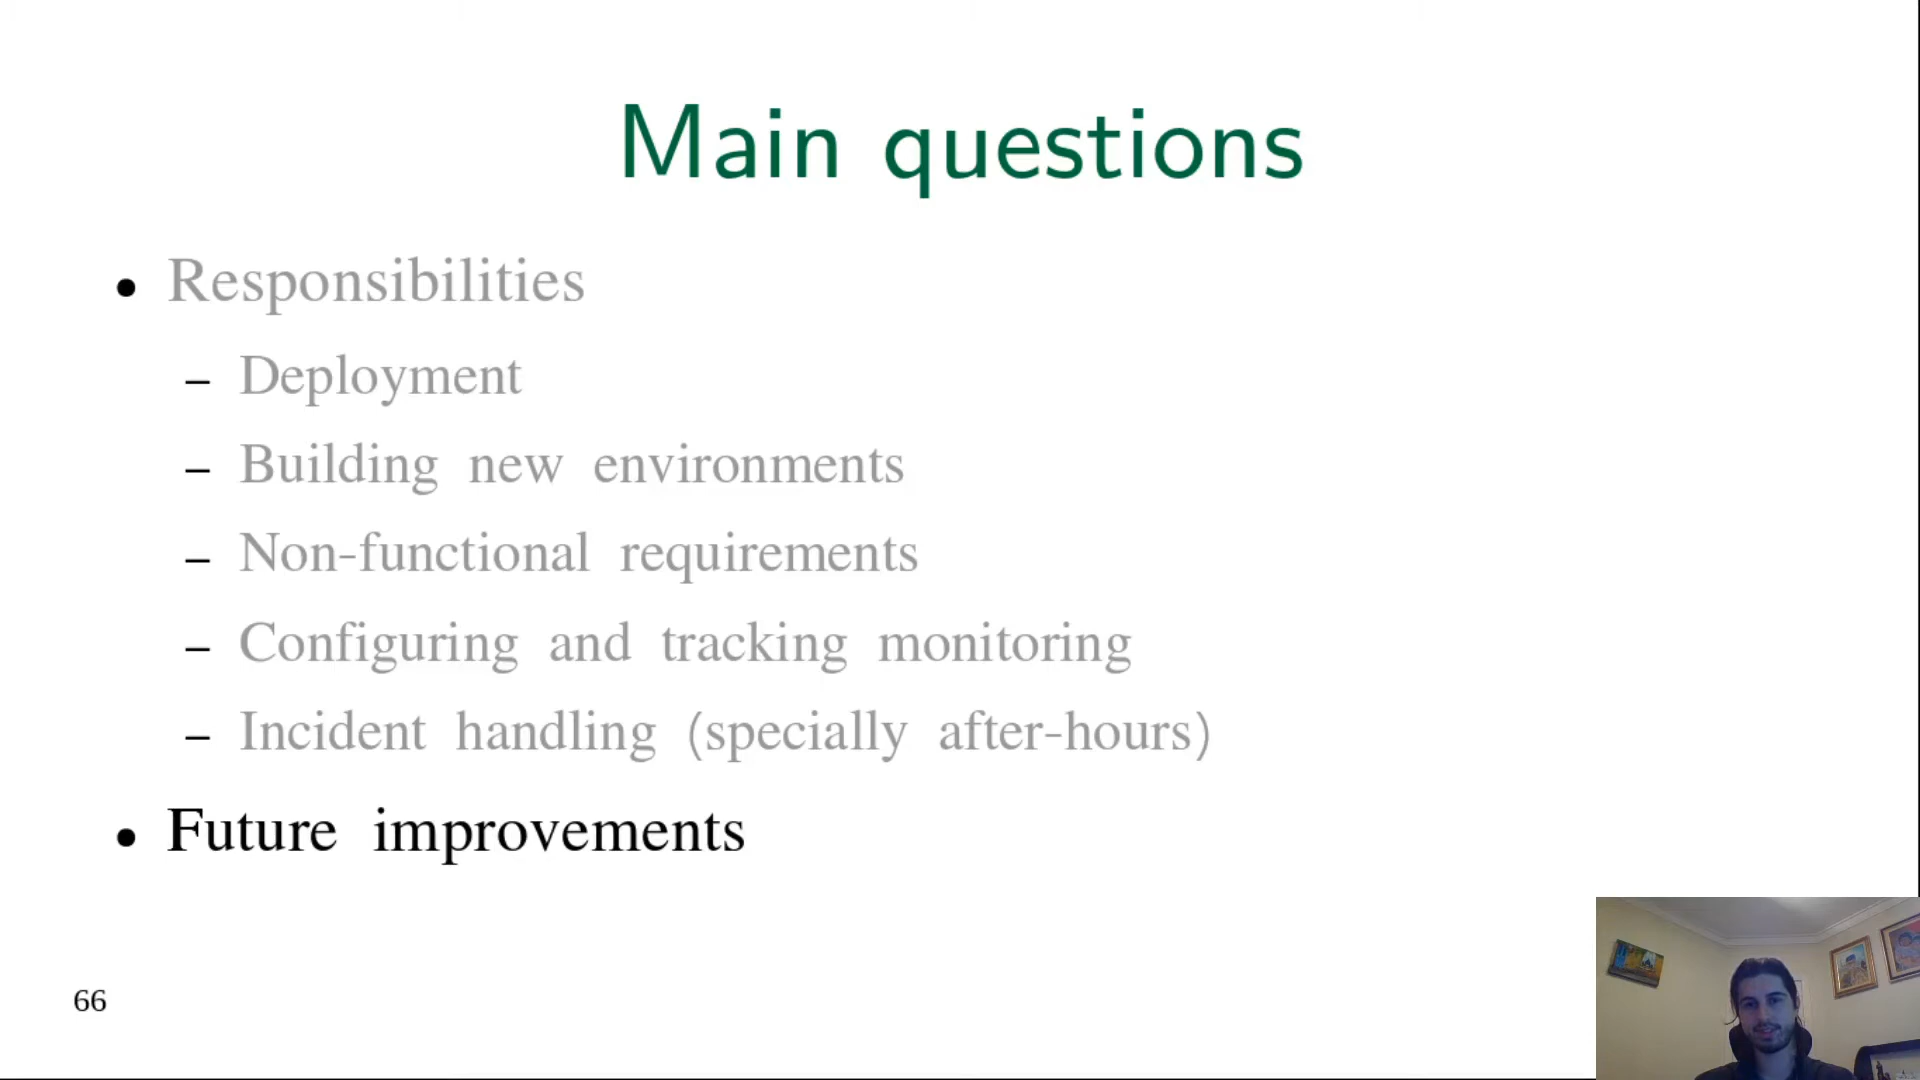 Main questions
• Responsibilities
– Deployment
– Building new environments
– Non-functional requirements
– Configuring and tracking monitoring
– Incident handling (specially after-hours)
• Future improvements
66